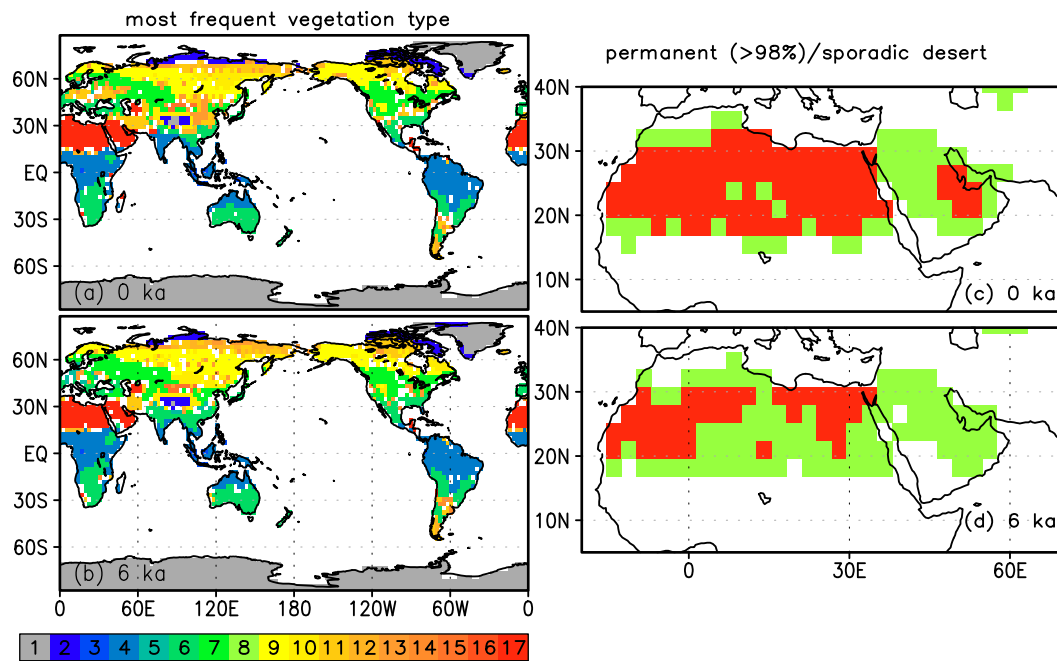 most frequent vegetation type
60N
30N
EQ
30S
60S
(a) 0 ka
60N
30N
EQ
30S
60S
(b) 6 ka
0 60E 120E 180 120W 60W 0
1 2 3 4 5 6 7 8 9 10 11 12 13 14 15 16 17
permanent (>98%)/sporadic desert
40N
30N
20N
10N
(c) 0 ka
40N
30N
20N
10N
(d) 6 ka
0 30E 60E